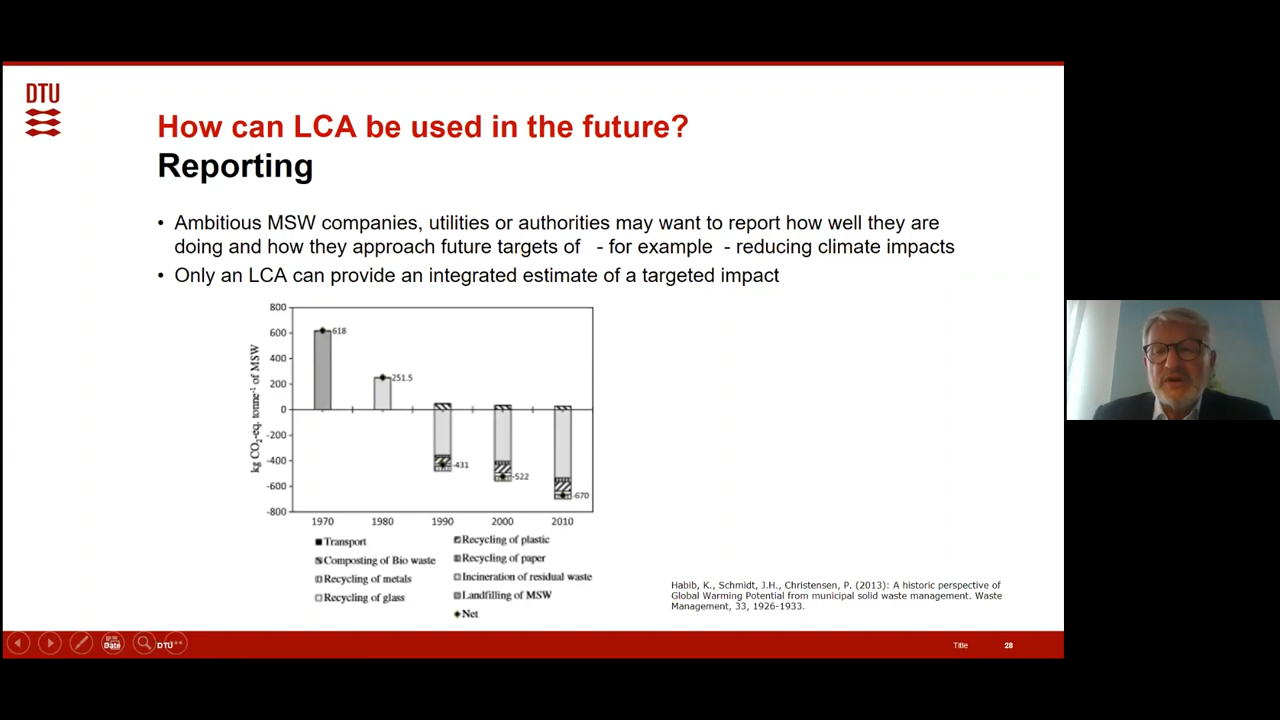 DTU
How can LCA be used in the future?
Reporting
• Ambitious MSW companies, utilities or authorities may want to report how well they are
doing and how they approach future targets of - for example - reducing climate impacts
• Only an LCA can provide an integrated estimate of a targeted impact
kg CO2-eq. tonne-1 of MSW
800
600
400
200
0
-200
-400
-600
-800
618
251.5
-431
-522
-670
1970 1980 1990 2000 2010
Transport
Composting of Bio waste
Recycling of metals
Recycling of glass
Recycling of plastic
Recycling of paper
Incineration of residual waste
Landfilling of MSW
Net
Habib, K., Schmidt, J.H., Christensen, P. (2013): A historic perspective of
Global Warming Potential from municipal solid waste management. Waste
Management, 33, 1926-1933.
Date
DTU
Title
28